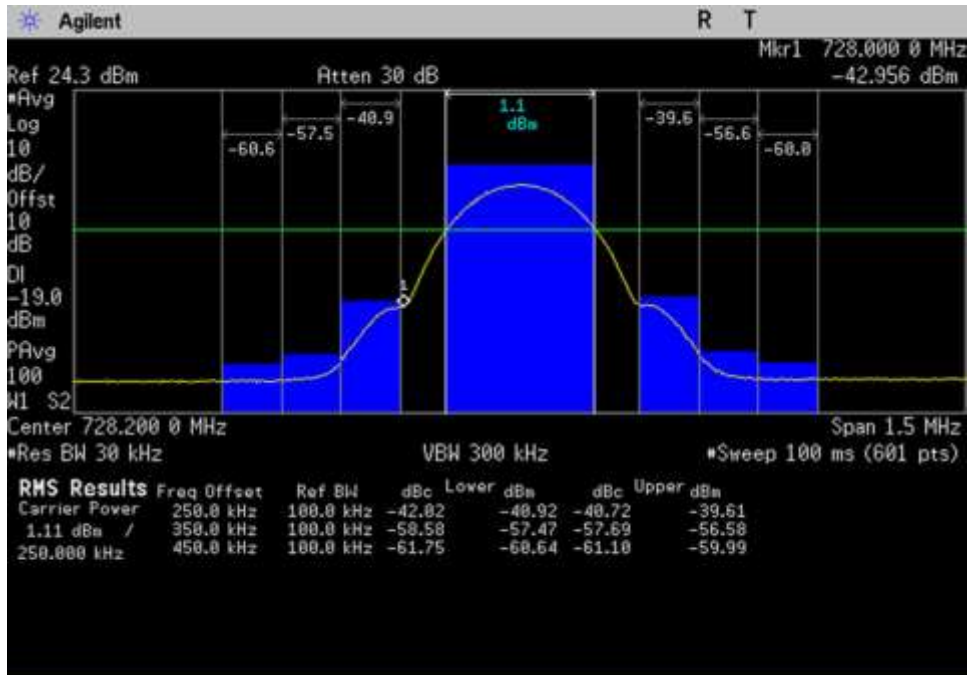 Agilent R T
Mkr1 728.000 0 MHz
Ref 24.3 dBm Atten 30 dB -42.956 dBm
#Avg
Log
10
dB/
Offst
10
dB
DI
-19.0
dBm
PAvg
100
W1 S2
-60.6
-57.5
-40.9
1.1
dBm
-39.6
-56.6
-60.0
1
Center 728.200 0 MHz Span 1.5 MHz
#Res BW 30 kHz VBW 300 kHz #Sweep 100 ms (601 pts)
RMS Results Freq Offset Ref BW dBc Lower dBm dBc Upper dBm
Carrier Power 250.0 kHz 100.0 kHz -42.02 -40.92 -40.72 -39.61
1.11 dBm / 350.0 kHz 100.0 kHz -58.58 -57.47 -57.69 -56.58
250.000 kHz 450.0 kHz 100.0 kHz -61.75 -60.64 -61.10 -59.99